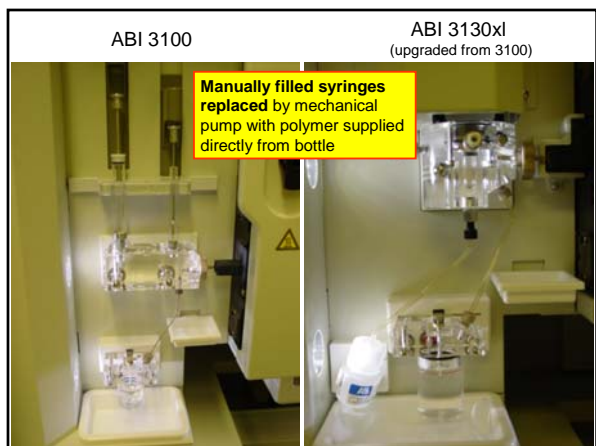 ABI 3100
ABI 3130xl
(upgraded from 3100)
Manually filled syringes
replaced by mechanical
pump with polymer supplied
directly from bottle